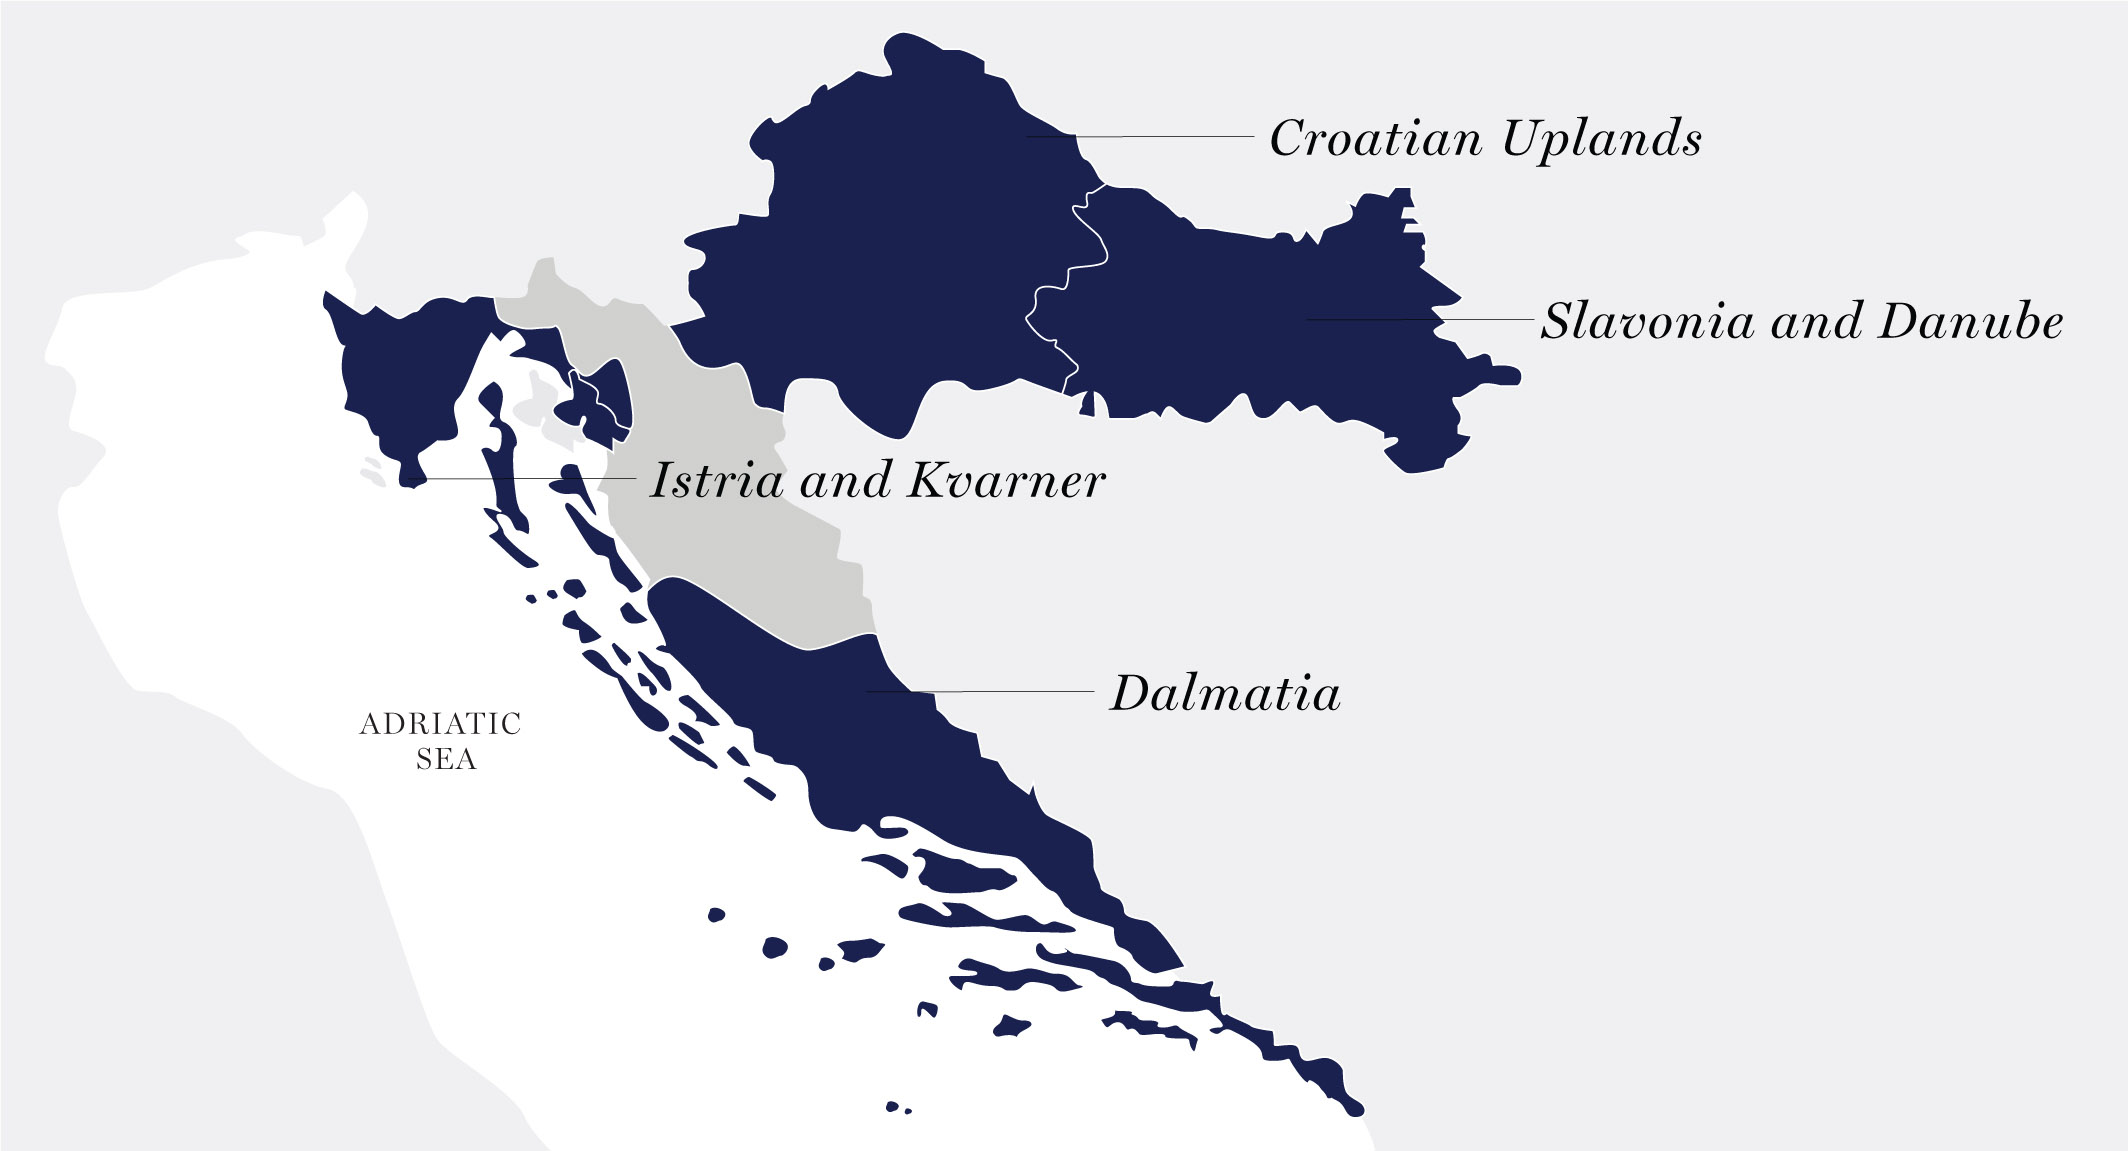 Croatian Uplands
Slavonia and Danube
Istria and Kvarner
Dalmatia
ADRIATIC
SEA